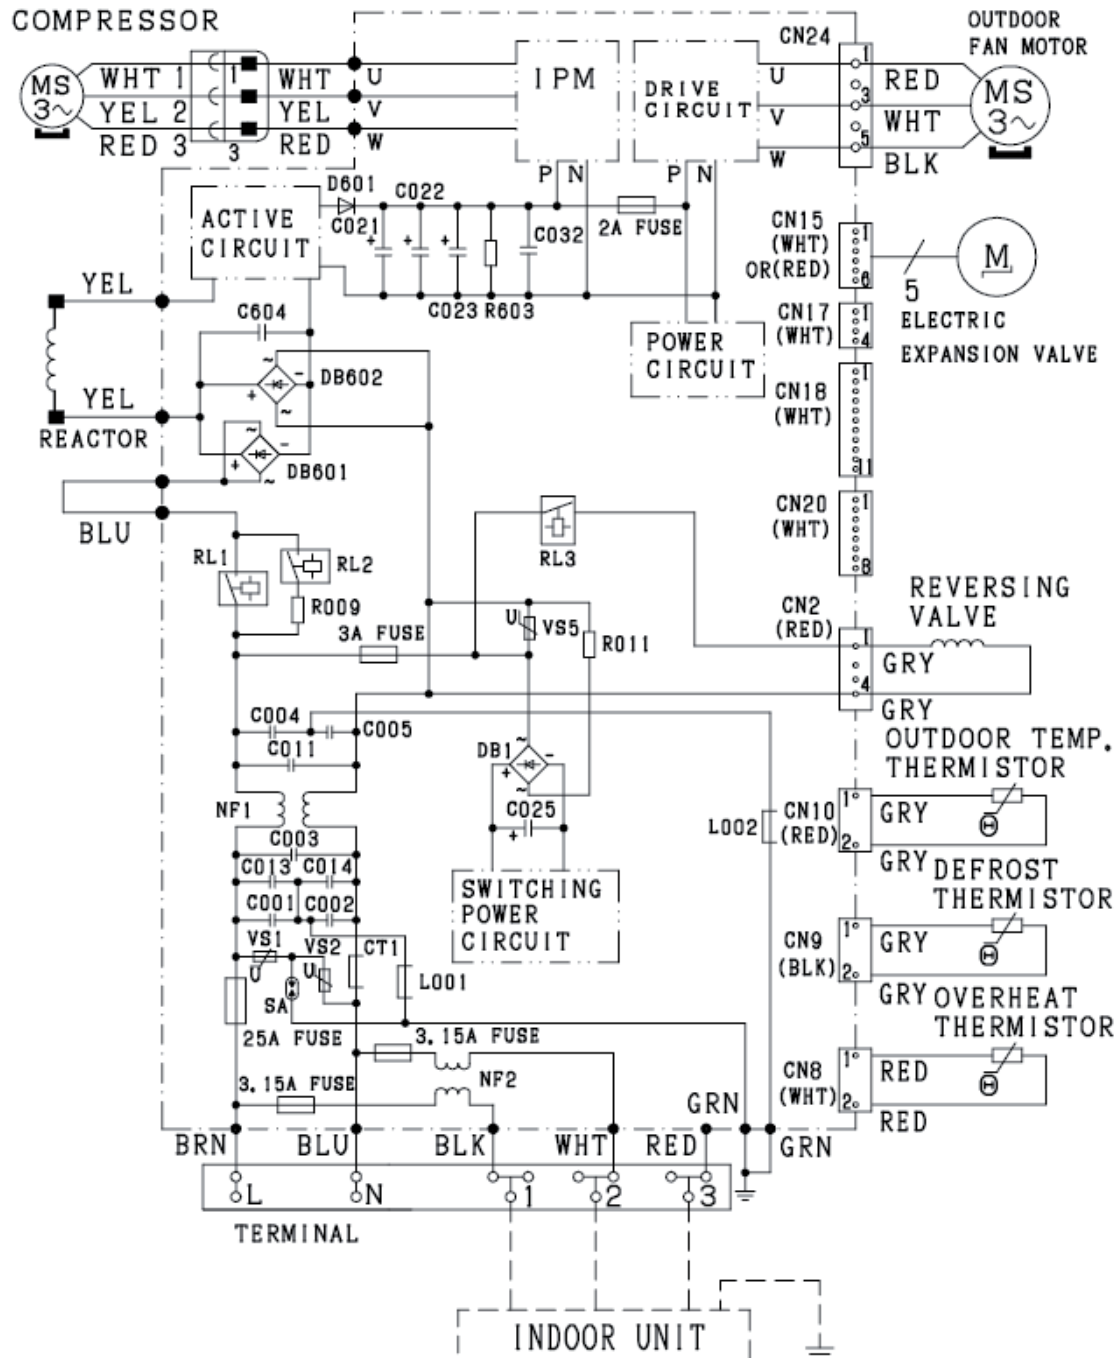 COMPRESSOR
CN24
OUTDOOR
FAN MOTOR
MS
3~
WHT 1
YEL 2
RED 3
1
3
WHT
YEL
RED
U
V
W
IPM
DRIVE
CIRCUIT
U
V
W
1
3
5
RED
WHT
BLK
MS
3~
P N
P N
D601
C022
C021
ACTIVE
CIRCUIT
+
+
+
C032
2A FUSE
C023 R603
CN15
(WHT)
OR(RED)
1
6
M
5
ELECTRIC
EXPANSION VALVE
YEL
C604
POWER
CIRCUIT
CN17
(WHT)
1
4
~
-
DB602
+
~
YEL
REACTOR
CN18
(WHT)
1
11
~
-
DB601
+
~
BLU
RL3
CN20
(WHT)
1
8
RL1
RL2
R009
3A FUSE
U
VS5
R011
CN2
(RED)
1
4
REVERSING
VALVE
GRY
GRY
C004
C005
C011
NF1
DB1
~
-
+
~
C025
+
L002
OUTDOOR TEMP.
THERMISTOR
CN10
(RED)
1
2
GRY
Θ
GRY
C003
C013
C014
C001
C002
SWITCHING
POWER
CIRCUIT
DEFROST
THERMISTOR
CN9
(BLK)
1
2
GRY
Θ
GRY
VS1
U
VS2
U
CT1
L001
SA
25A FUSE
3.15A FUSE
OVERHEAT
THERMISTOR
CN8
(WHT)
1
2
RED
Θ
RED
3.15A FUSE
NF2
GRN
BRN
BLU
BLK
WHT
RED
GRN
L
N
1
2
3
TERMINAL
INDOOR UNIT